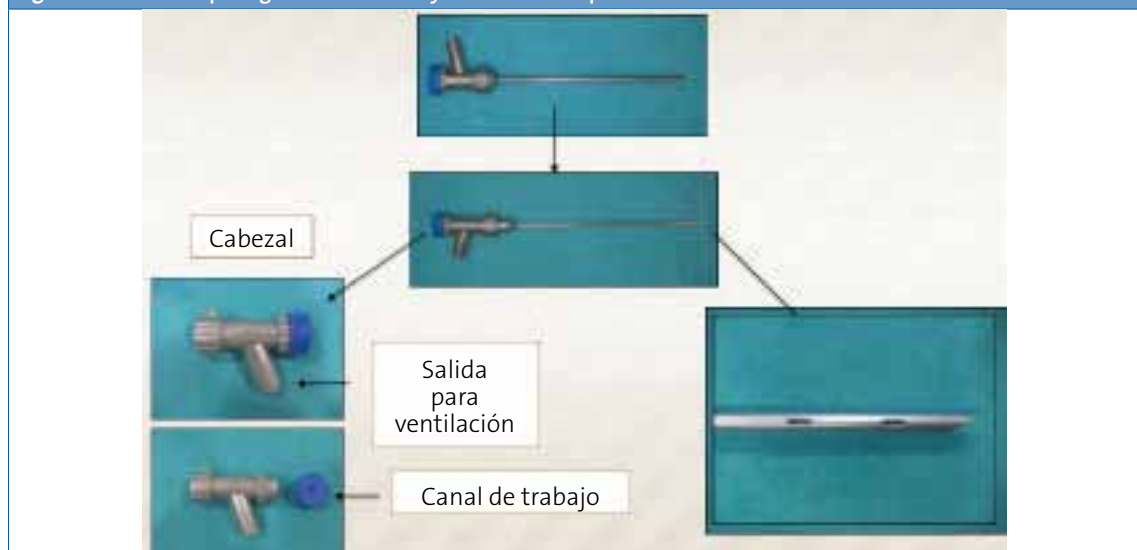 Cabezal
Salida
para
ventilación
Canal de trabajo